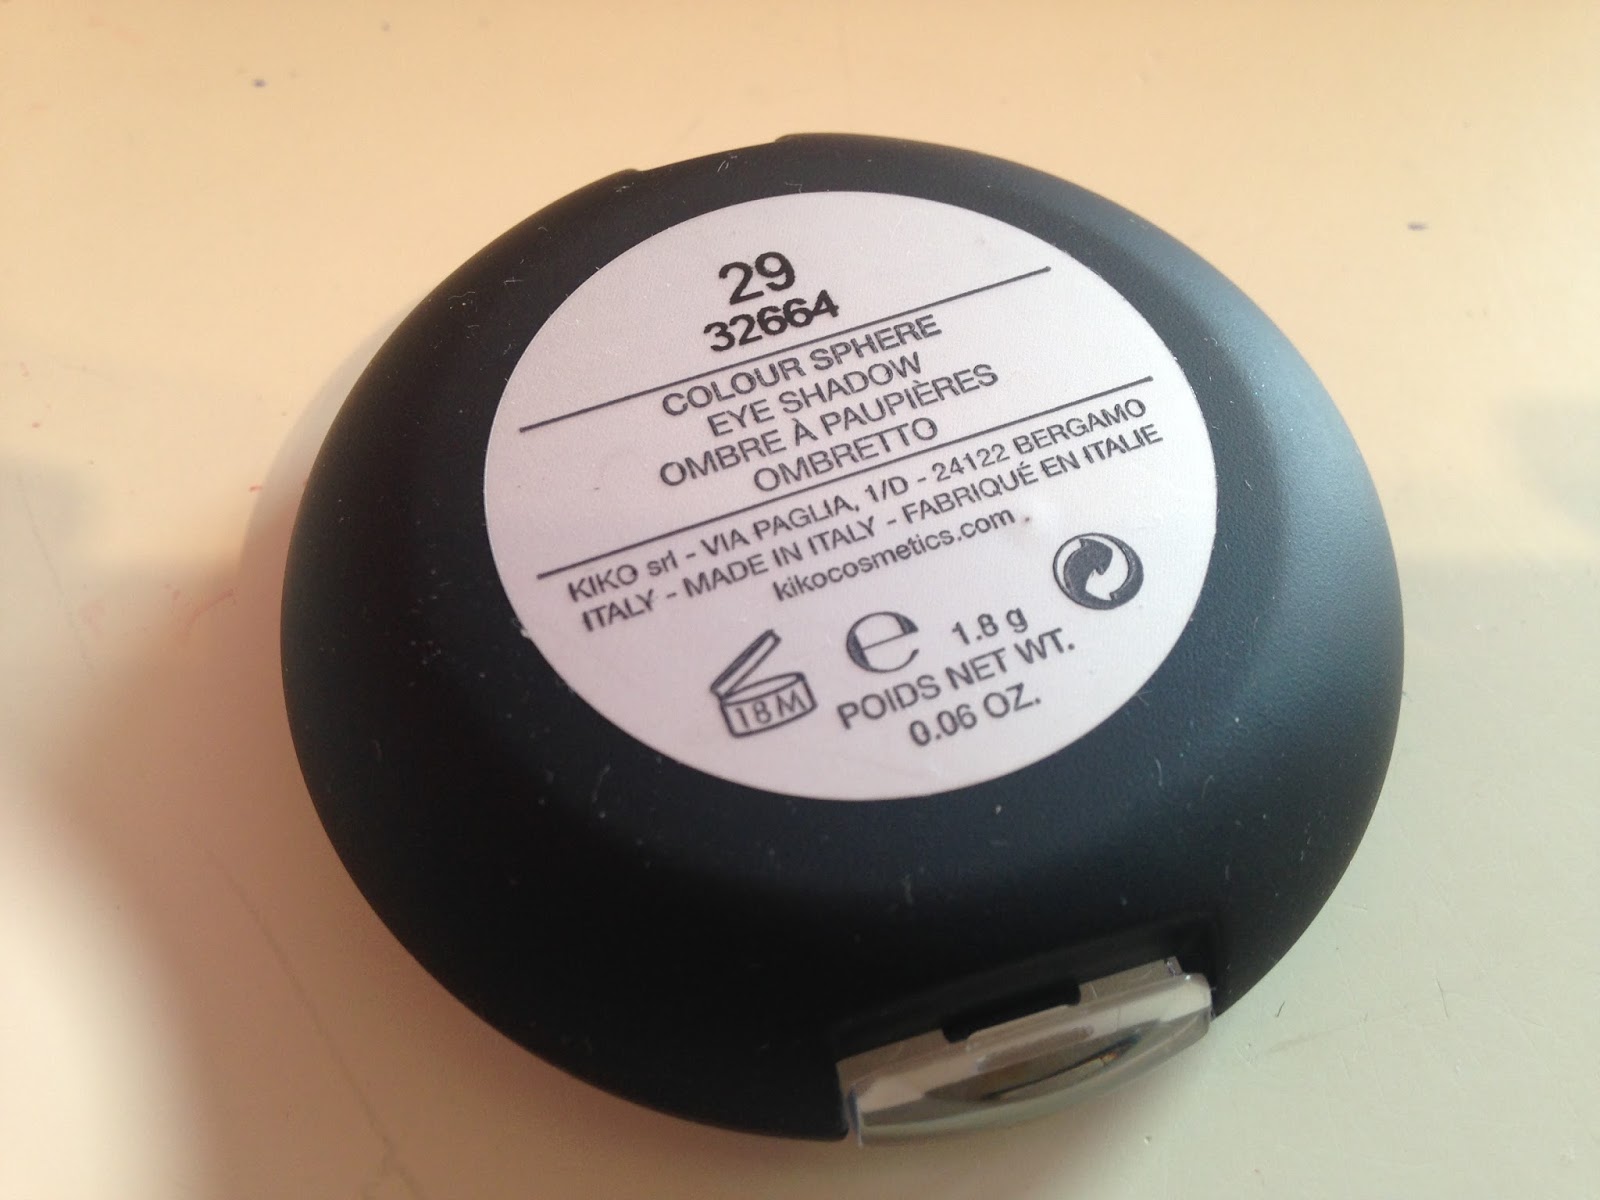 29
32664
COLOUR SPHERE
EYE SHADOW
OMBRE À PAUPIÈRES
OMBRETTO
KIKO srl - VIA PAGLIA, 1/D - 24122 BERGAMO
ITALY - MADE IN ITALY - FABRIQUÉ EN ITALIE
kikocosmetics.com
18M
e 1.8 g
POIDS NET WT.
0.06 OZ.